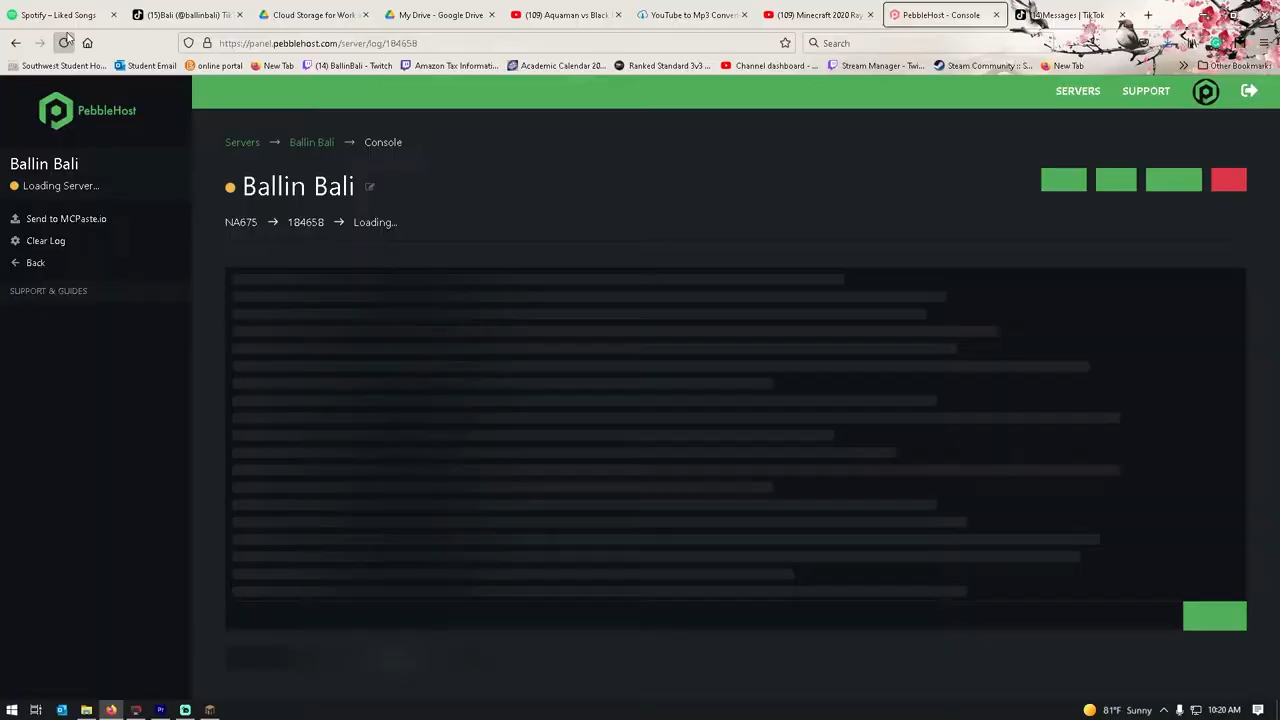 Spotify – Liked Songs
(15)Bali (@ballinbali) TikT
Cloud Storage for Work
My Drive - Google Drive
(109) Aquaman vs Black
YouTube to Mp3 Convert
(109) Minecraft 2020
PebbleHost - Console
Messages | TikTok
https://panel.pebblehost.com/server/log/184658
Search
Southwest Student Ho...
Student Email
online portal
New Tab
(14) BallinBali - Twitch
Amazon Tax Informati...
Academic Calendar 20...
Ranked Standard 3v3 ...
Channel dashboard - ...
Stream Manager - Twi...
Steam Community :: S...
New Tab
Other Bookmarks
PebbleHost
SERVERS
SUPPORT
Ballin Bali
Loading Server...
Send to MCPaste.io
Clear Log
Back
SUPPORT & GUIDES
Servers → Ballin Bali → Console
Ballin Bali
NA675 → 184658 → Loading...
81°F Sunny
10:20 AM